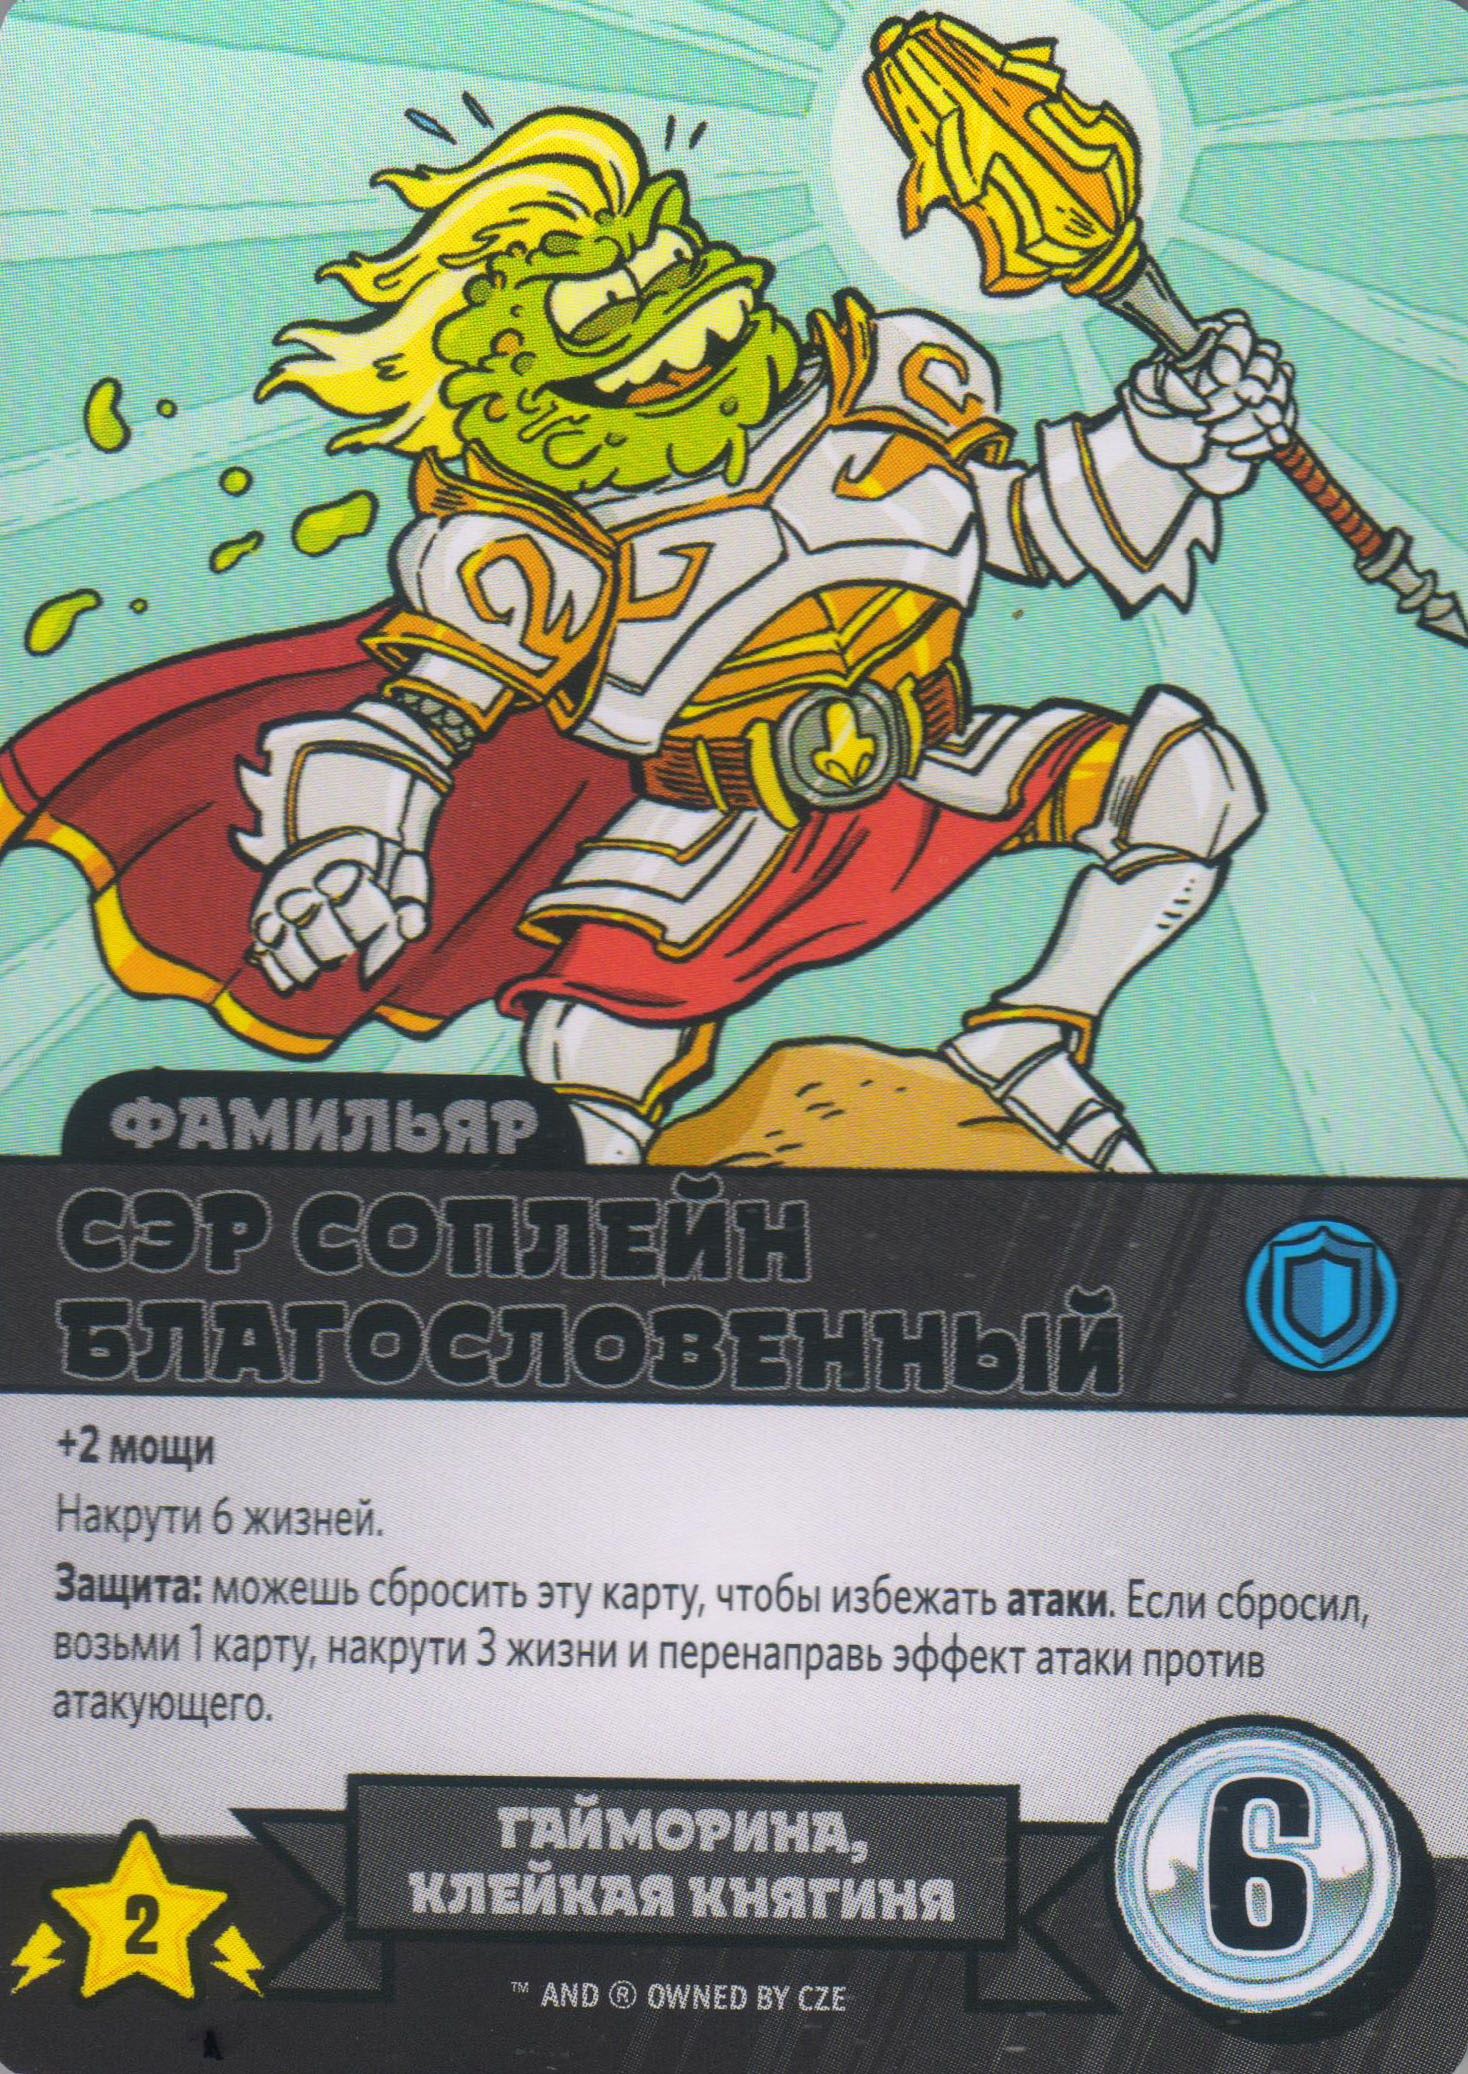 ФАМИЛЬЯР
СЭР СОПЛЕЙН
БЛАГОСЛОВЕННЫЙ
+2 мощи
Накрути 6 жизней.
Защита: можешь сбросить эту карту, чтобы избежать атаки. Если сбросил,
возьми 1 карту, накрути 3 жизни и перенаправь эффект атаки против
атакующего.
2
ГАЙМОРИНА,
КЛЕЙКАЯ КНЯГИНЯ
6
™ AND ® OWNED BY CZE